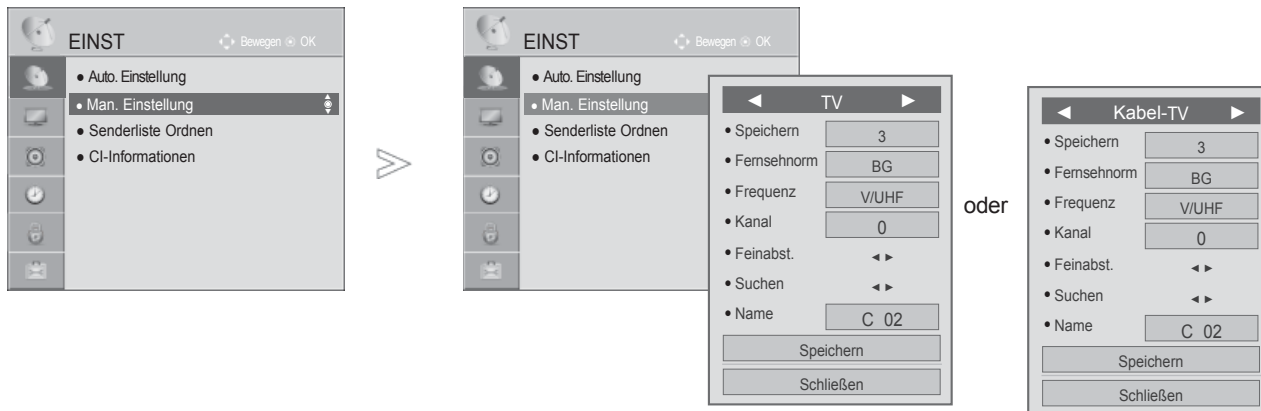 EINST Bewegen OK
• Auto. Einstellung
• Man. Einstellung
• Senderliste Ordnen
• CI-Informationen
EINST Bewegen OK
• Auto. Einstellung
• Man. Einstellung
• Senderliste Ordnen
• CI-Informationen
◄ TV ►
• Speichern 3
• Fernsehnorm BG
• Frequenz V/UHF
• Kanal 0
• Feinabst. ◄ ►
• Suchen ◄ ►
• Name C 02
Speichern
Schließen
oder
◄ Kabel-TV ►
• Speichern 3
• Fernsehnorm BG
• Frequenz V/UHF
• Kanal 0
• Feinabst. ◄ ►
• Suchen ◄ ►
• Name C 02
Speichern
Schließen